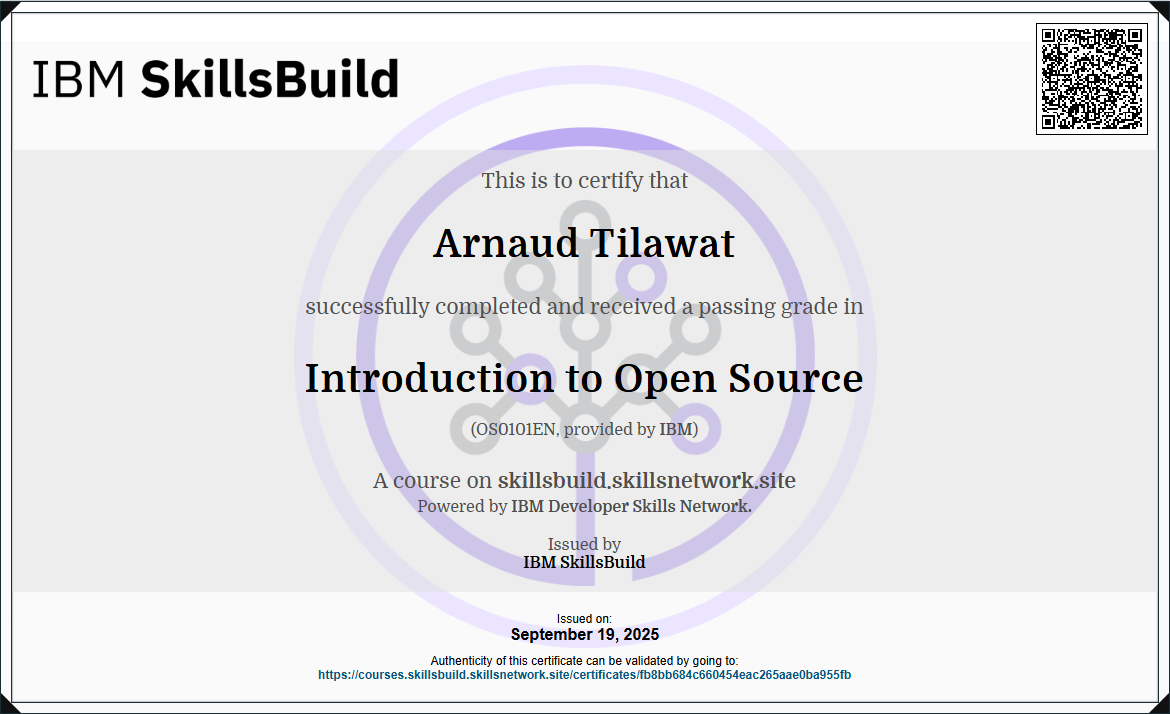 IBM SkillsBuild
This is to certify that
Arnaud Tilawat
successfully completed and received a passing grade in
Introduction to Open Source
(OS0101EN, provided by IBM)
A course on skillsbuild.skillsnetwork.site
Powered by IBM Developer Skills Network.
Issued by
IBM SkillsBuild
Issued on:
September 19, 2025
Authenticity of this certificate can be validated by going to:
https://courses.skillsbuild.skillsnetwork.site/certificates/fb8bb684c660454eac265aae0ba955fb